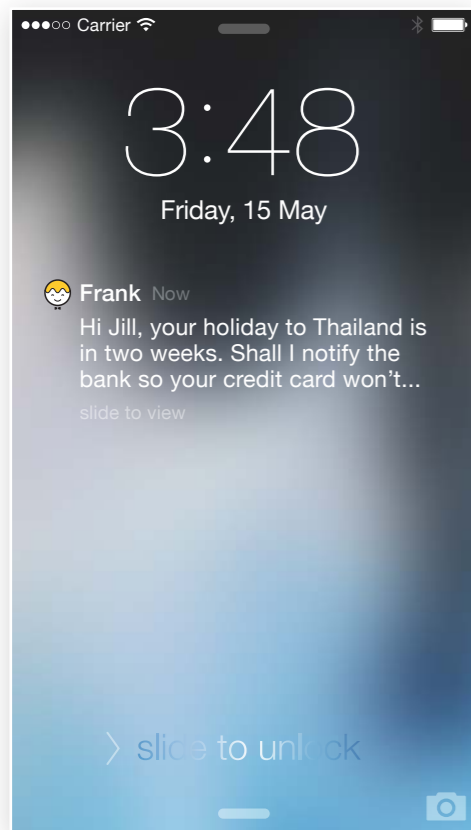 Carrier
3:48
Friday, 15 May
Frank Now
Hi Jill, your holiday to Thailand is
in two weeks. Shall I notify the
bank so your credit card won’t...
slide to view
slide to unlock